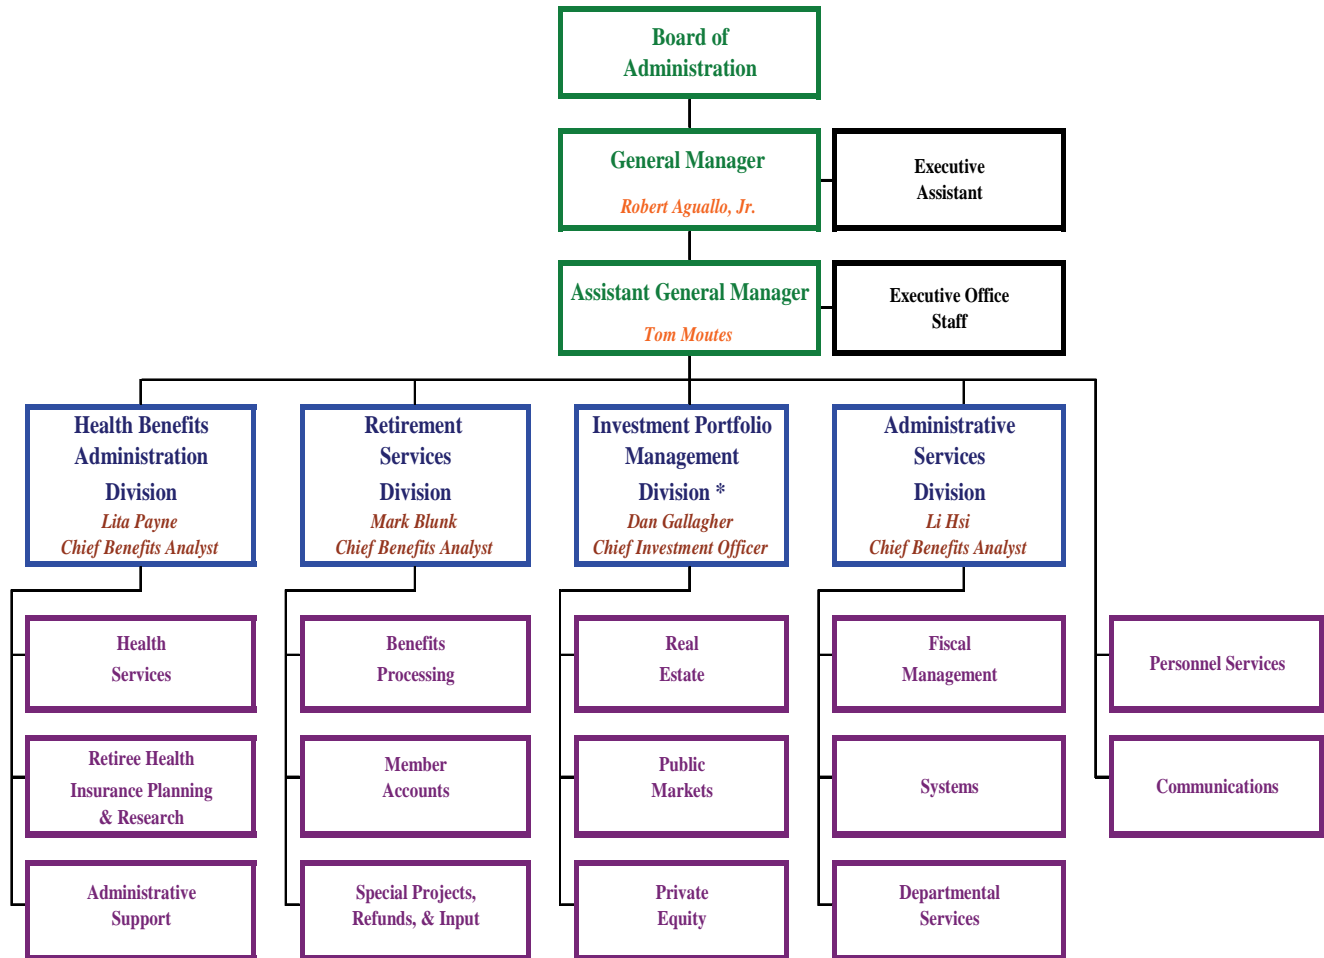 Board of
Administration
General Manager
Robert Aguallo, Jr.
Executive
Assistant
Assistant General Manager
Tom Moutes
Executive Office
Staff
Health Benefits
Administration
Division
Lita Payne
Chief Benefits Analyst
Retirement
Services
Division
Mark Blunk
Chief Benefits Analyst
Investment Portfolio
Management
Division *
Dan Gallagher
Chief Investment Officer
Administrative
Services
Division
Li Hsi
Chief Benefits Analyst
Health
Services
Benefits
Processing
Real
Estate
Fiscal
Management
Personnel Services
Retiree Health
Insurance Planning
& Research
Member
Accounts
Public
Markets
Systems
Communications
Administrative
Support
Special Projects,
Refunds, & Input
Private
Equity
Departmental
Services